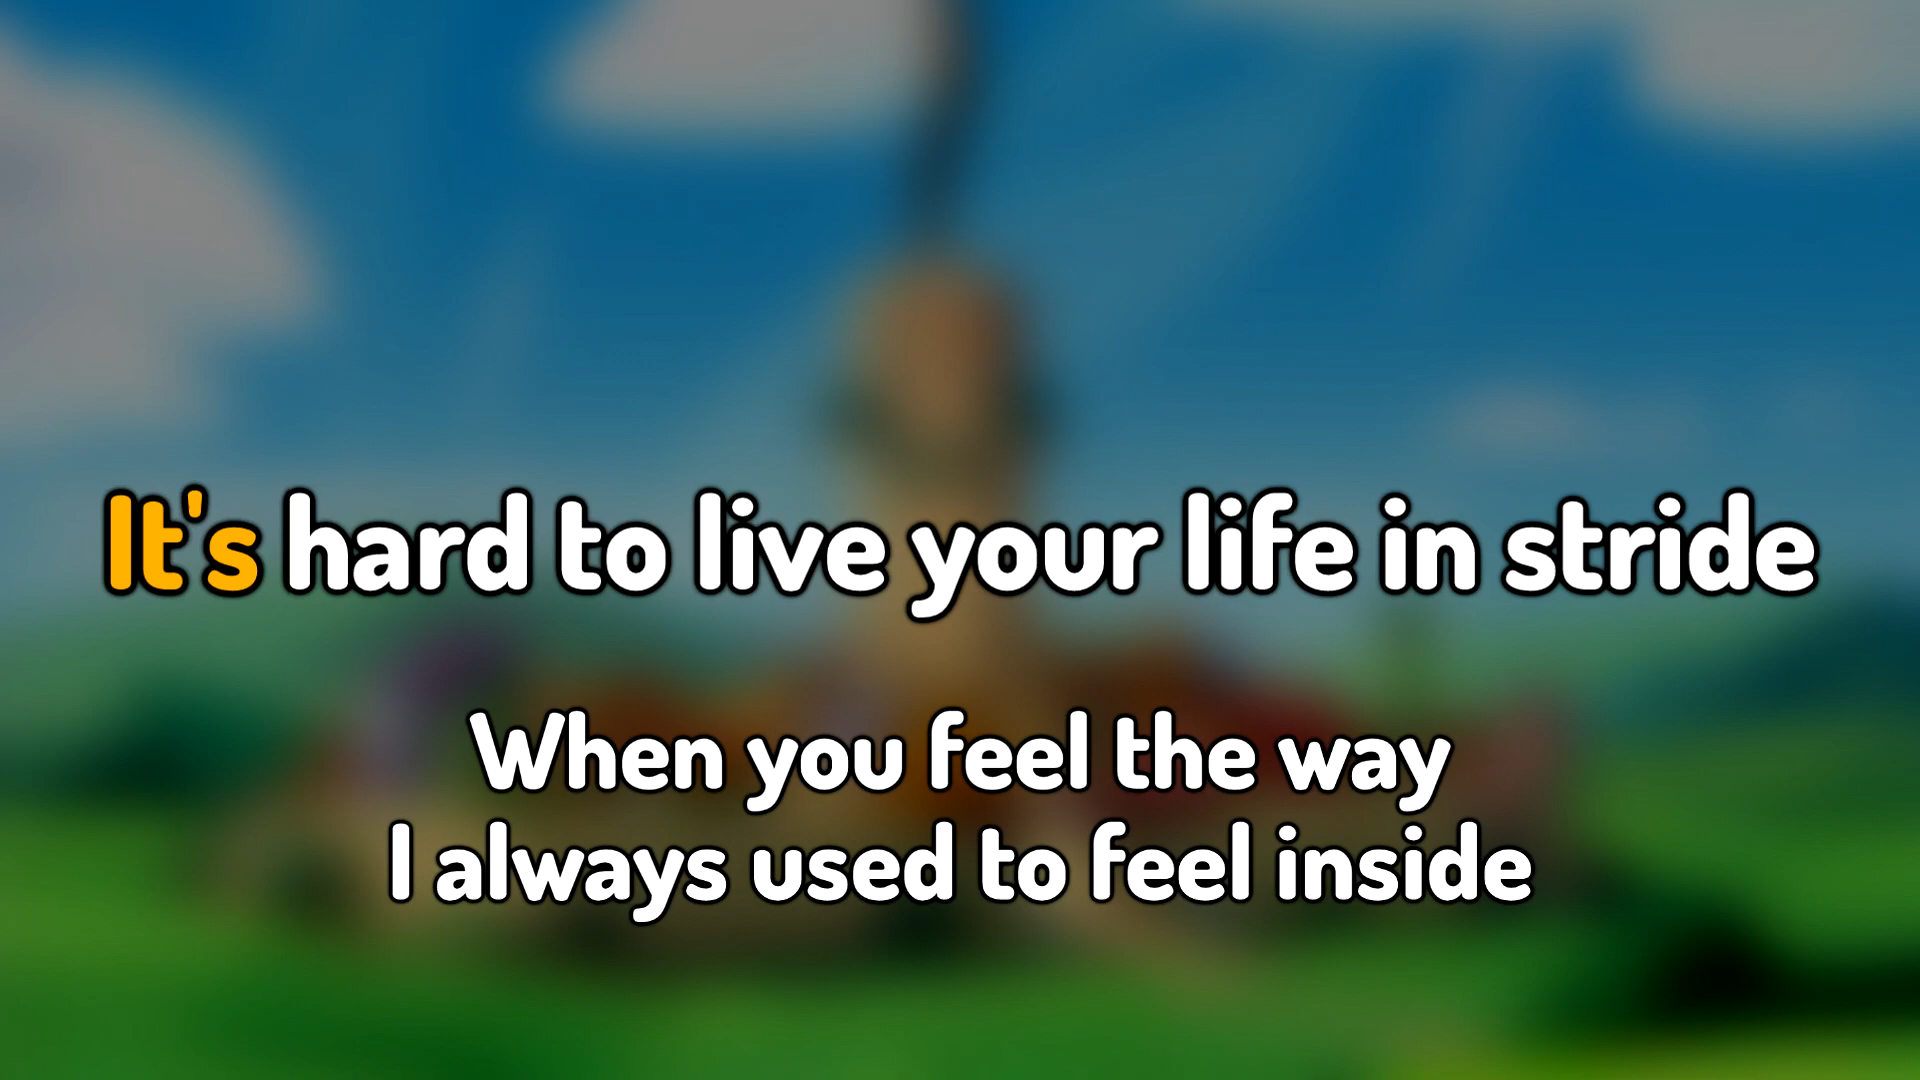 It's hard to live your life in stride
When you feel the way
I always used to feel inside